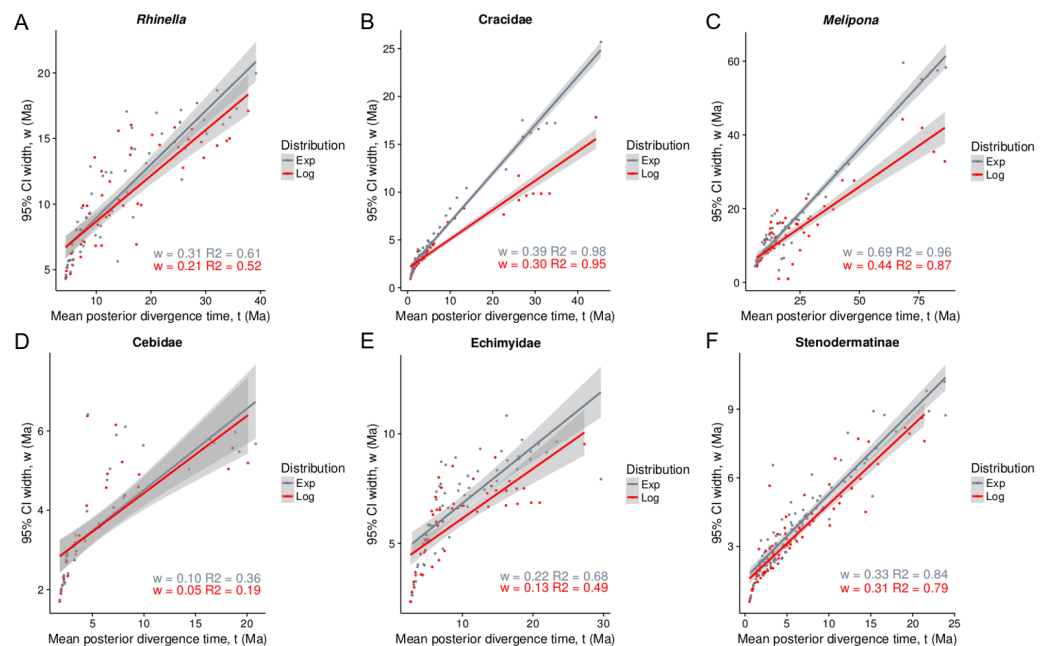 A
Rhinella
95% CI width, w (Ma)
20
15
10
5
w = 0.31 R2 = 0.61
w = 0.21 R2 = 0.52
10
20
30
40
Mean posterior divergence time, t (Ma)
Distribution
Exp
Log
B
Cracidae
95% CI width, w (Ma)
25
20
15
10
5
0
w = 0.39 R2 = 0.98
w = 0.30 R2 = 0.95
0
10
20
30
40
Mean posterior divergence time, t (Ma)
Distribution
Exp
Log
C
Melipona
95% CI width, w (Ma)
60
40
20
0
w = 0.69 R2 = 0.96
w = 0.44 R2 = 0.87
25
50
75
Mean posterior divergence time, t (Ma)
Distribution
Exp
Log
D
Cebidae
95% CI width, w (Ma)
6
4
2
w = 0.10 R2 = 0.36
w = 0.05 R2 = 0.19
5
10
15
20
Mean posterior divergence time, t (Ma)
Distribution
Exp
Log
E
Echimyidae
95% CI width, w (Ma)
10
5
w = 0.22 R2 = 0.68
w = 0.13 R2 = 0.49
10
20
30
Mean posterior divergence time, t (Ma)
Distribution
Exp
Log
F
Stenodermatinae
95% CI width, w (Ma)
9
6
3
w = 0.33 R2 = 0.84
w = 0.31 R2 = 0.79
0
5
10
15
20
25
Mean posterior divergence time, t (Ma)
Distribution
Exp
Log